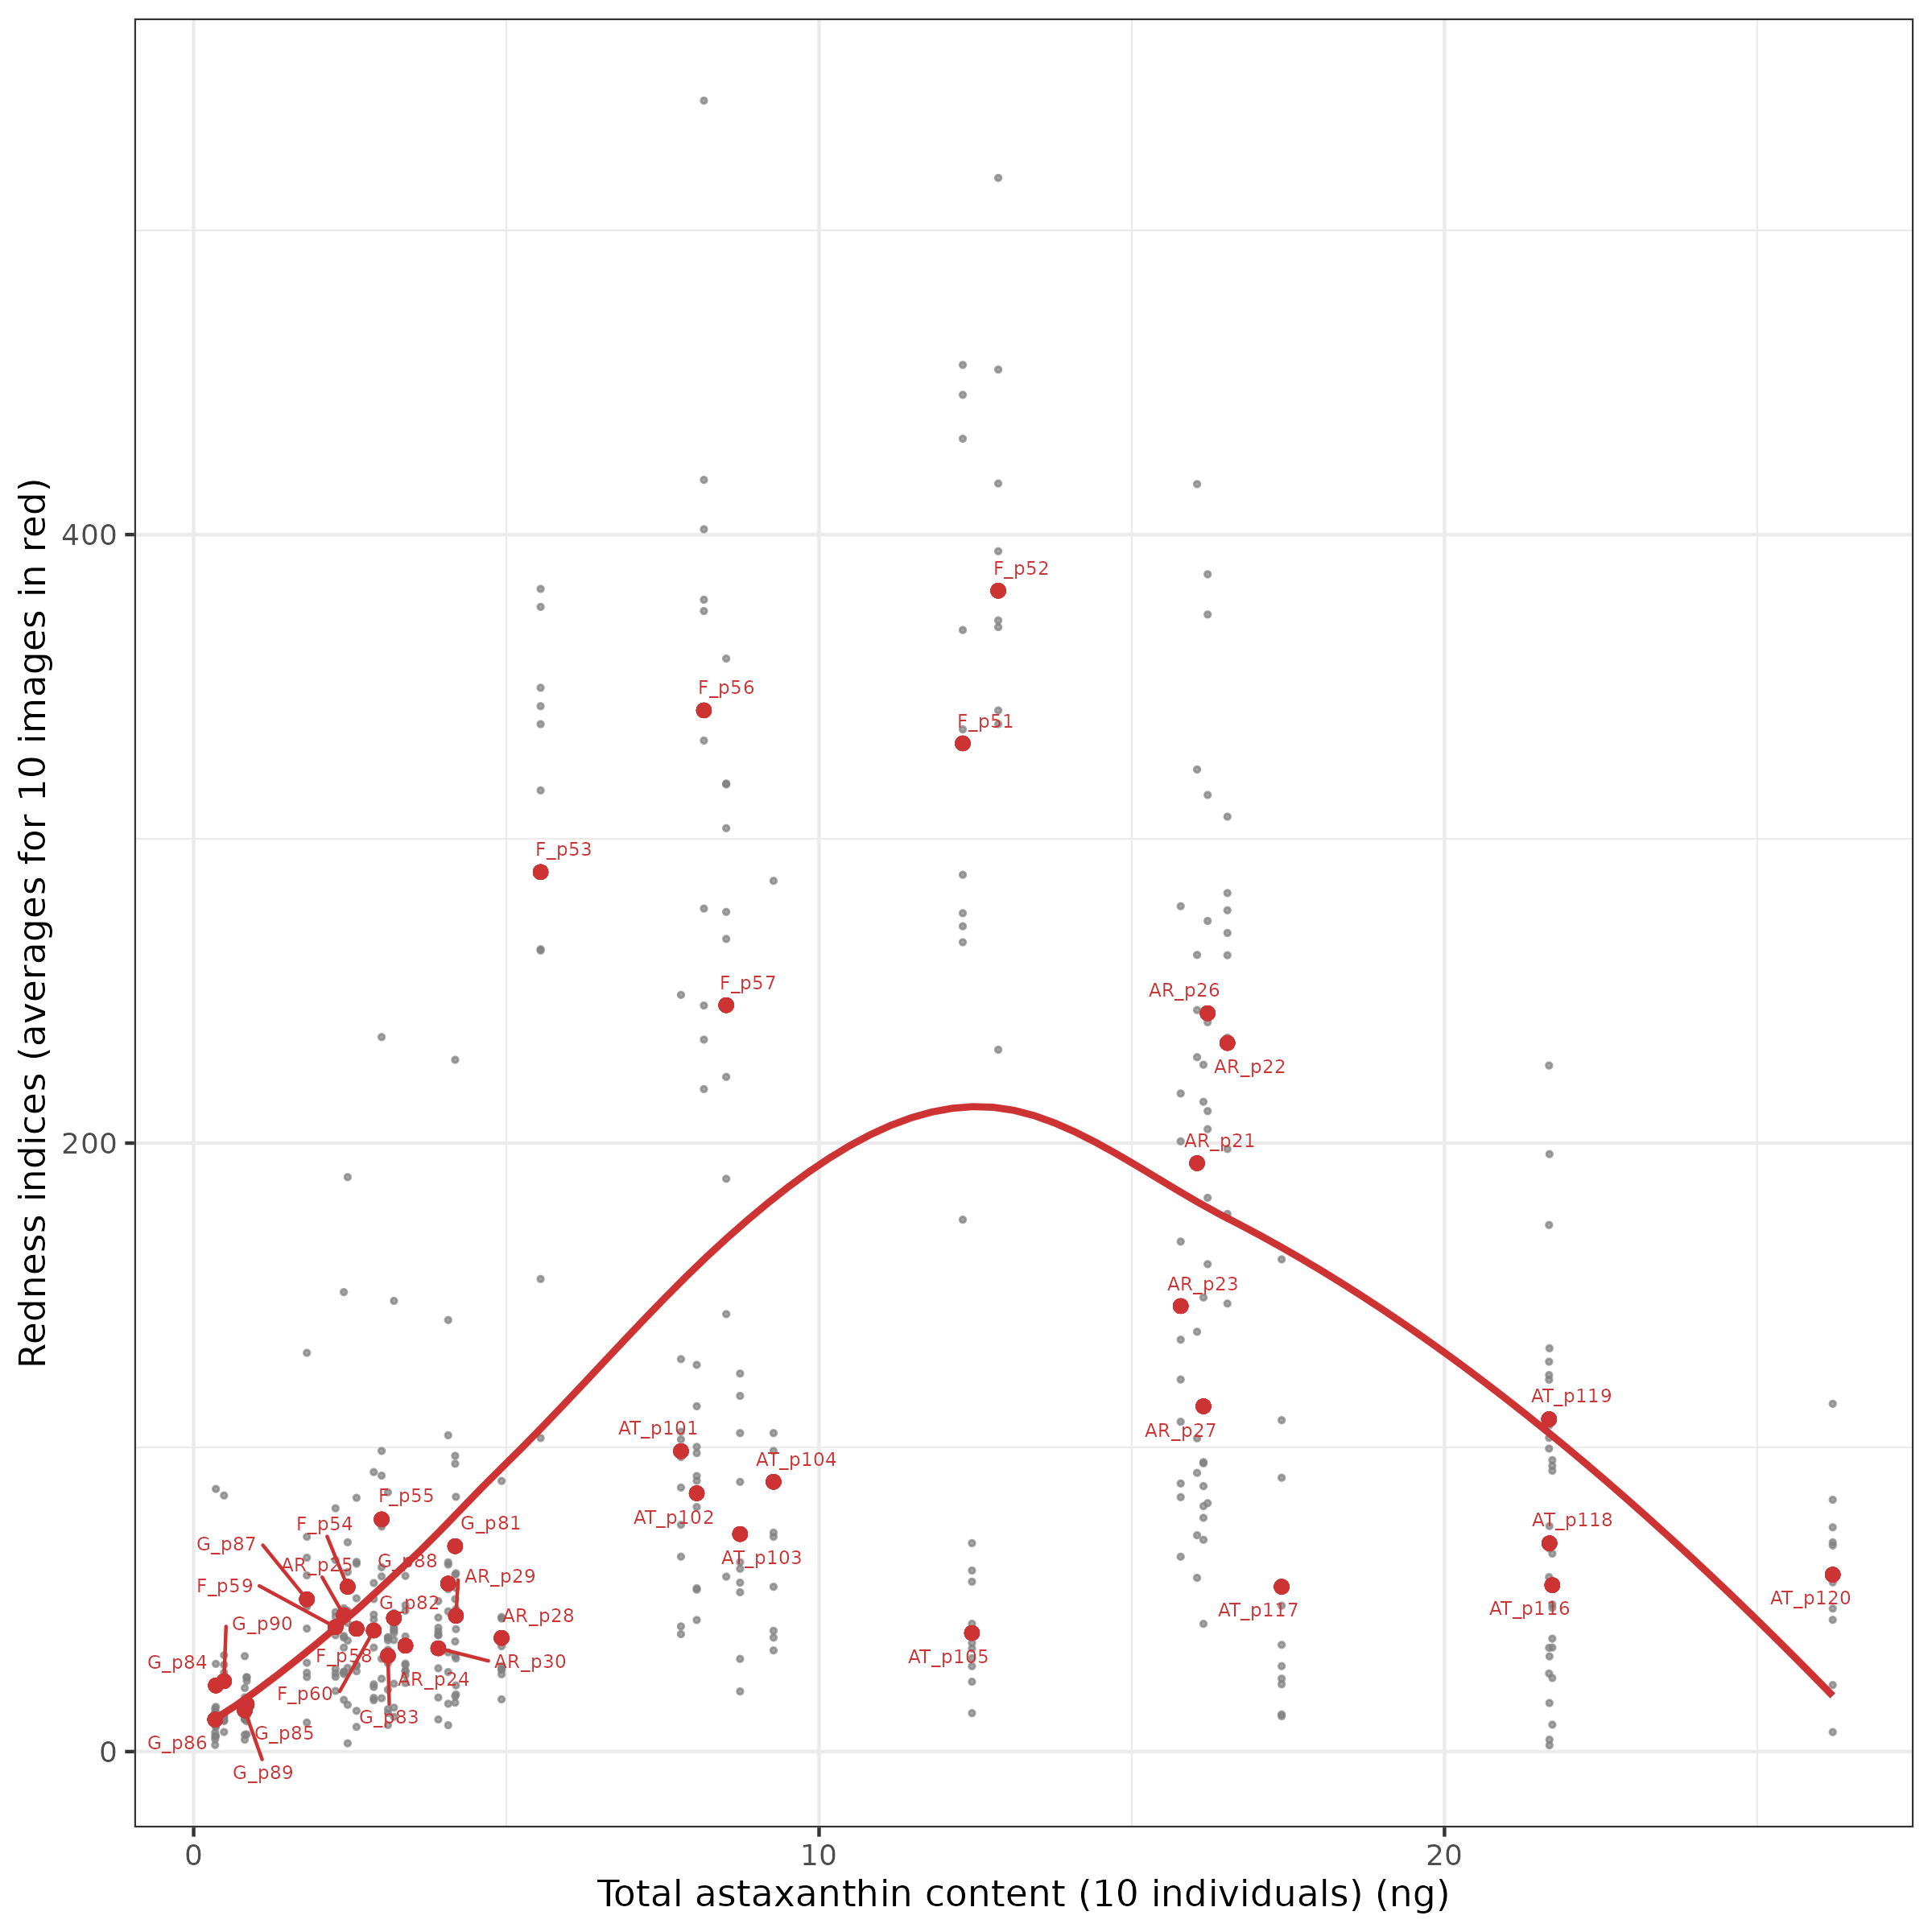 Redness indices (averages for 10 images in red)
400
200
0
F_p52
F_p56
F_p51
F_p53
F_p57
AR_p26
AR_p22
AR_p21
AR_p23
AT_p119
AT_p101
AR_p27
AT_p104
F_p55
AT_p102
AT_p118
F_p54
G_p81
G_p87
AT_p103
G_p88
AR_p25
AR_p29
F_p59
AT_p120
G_p82
AT_p116
AT_p117
AR_p28
G_p90
F_p58
AT_p105
G_p84
AR_p30
AR_p24
F_p60
G_p83
G_p85
G_p86
G_p89
0
10
20
Total astaxanthin content (10 individuals) (ng)